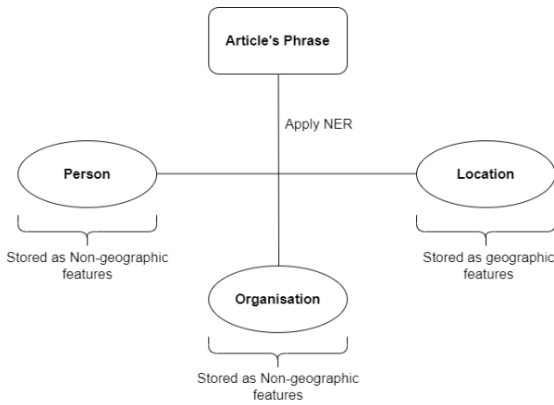 Article's Phrase
Apply NER
Person
Location
Stored as Non-geographic
features
Stored as geographic
features
Organisation
Stored as Non-geographic
features